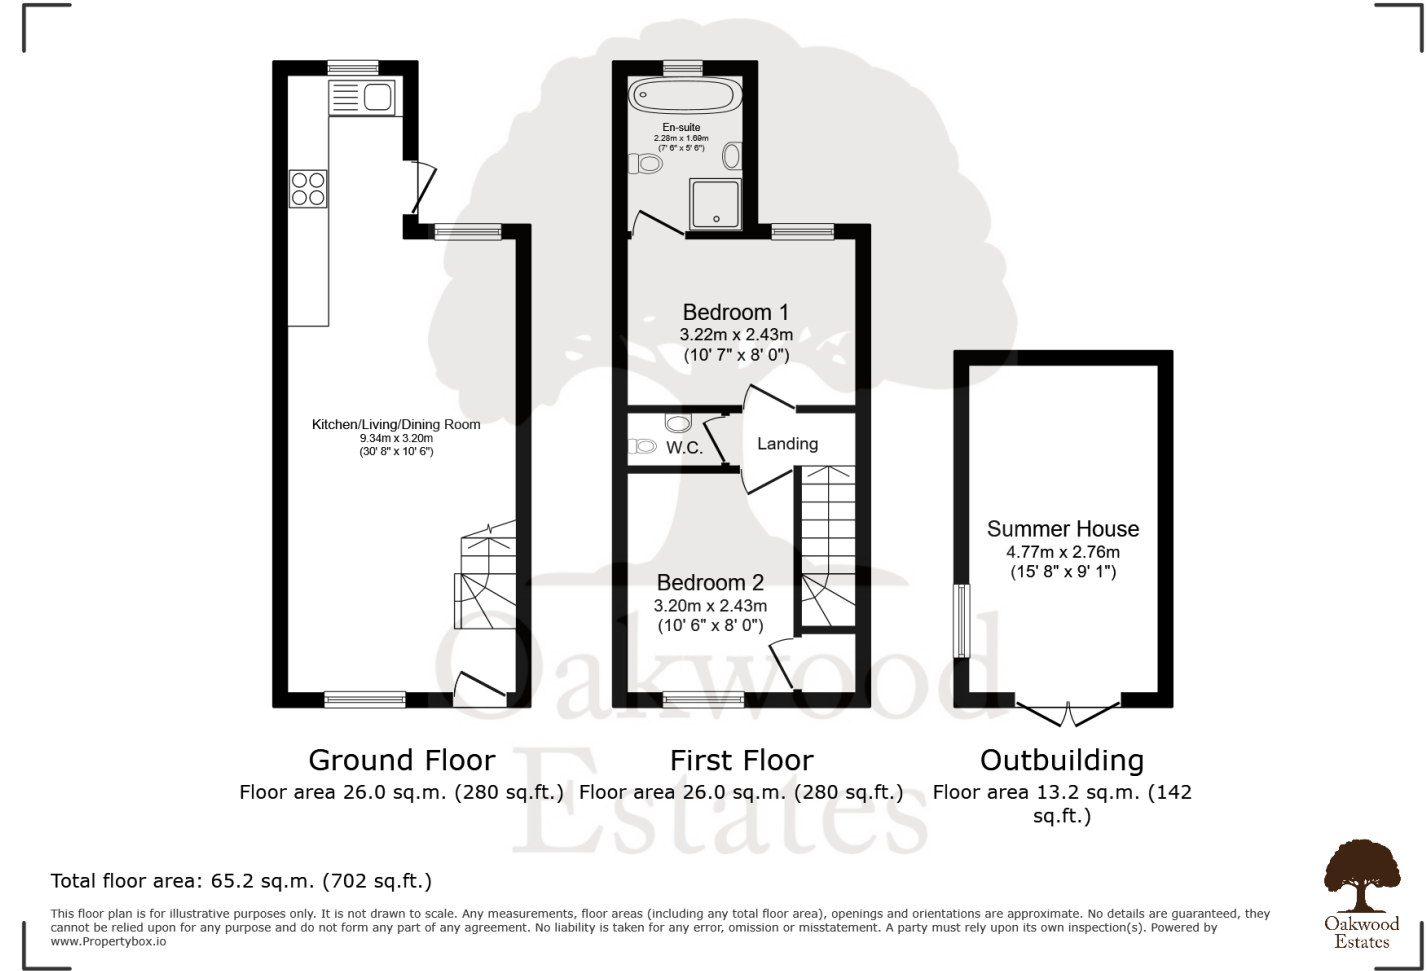 En-suite
2.28m x 1.69m
(7' 6" x 5' 6")
Bedroom 1
3.22m x 2.43m
(10' 7" x 8' 0")
Kitchen/Living/Dining Room
9.34m x 3.20m
(30' 8" x 10' 6")
W.C.
Landing
Summer House
4.77m x 2.76m
(15' 8" x 9' 1")
Bedroom 2
3.20m x 2.43m
(10' 6" x 8' 0")
Oakwood
Estates
Ground Floor
Floor area 26.0 sq.m. (280 sq.ft.)
First Floor
Floor area 26.0 sq.m. (280 sq.ft.)
Outbuilding
Floor area 13.2 sq.m. (142
sq.ft.)
Total floor area: 65.2 sq.m. (702 sq.ft.)
This floor plan is for illustrative purposes only. It is not drawn to scale. Any measurements, floor areas (including any total floor area), openings and orientations are approximate. No details are guaranteed, they
cannot be relied upon for any purpose and do not form any part of any agreement. No liability is taken for any error, omission or misstatement. A party must rely upon its own inspection(s). Powered by
www.Propertybox.io
Oakwood
Estates